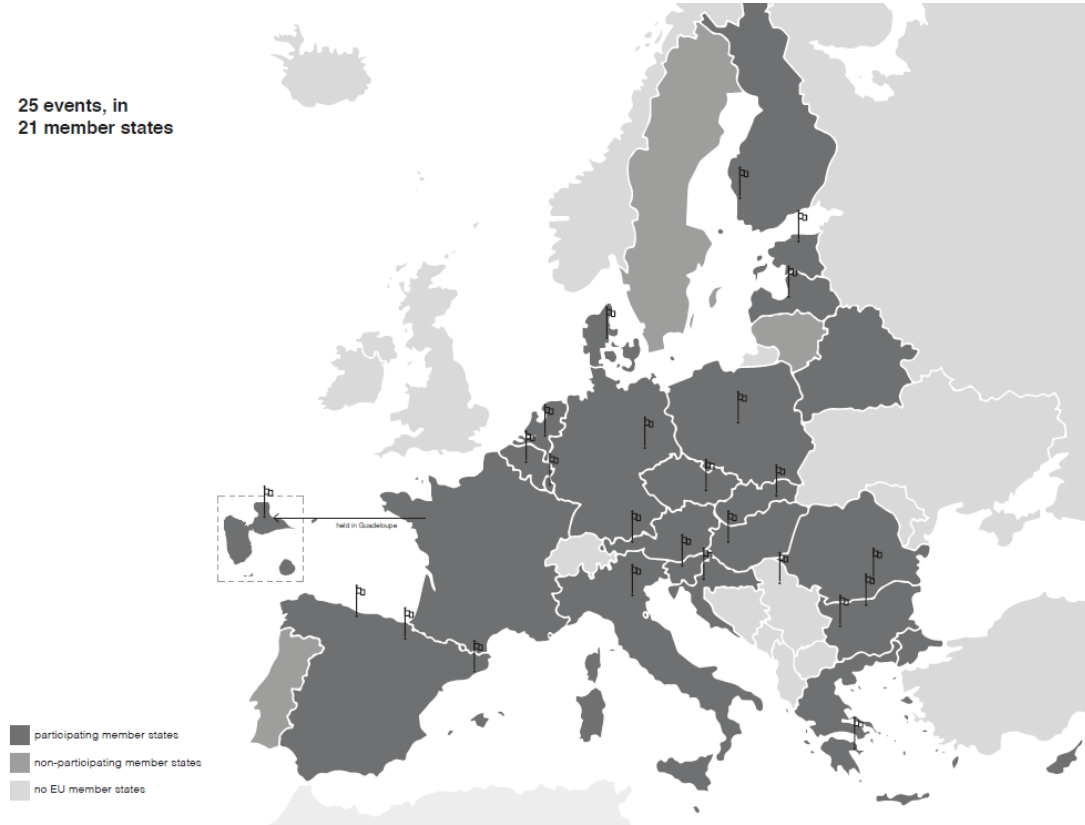 25 events, in
21 member states
held in Guadeloupe
participating member states
non-participating member states
no EU member states